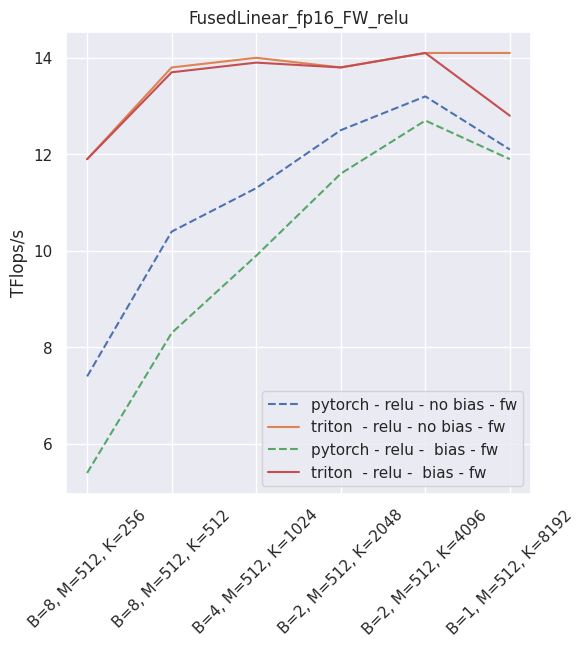 FusedLinear_fp16_FW_relu
TFlops/s
14
12
10
8
6
pytorch - relu - no bias - fw
triton  - relu - no bias - fw
pytorch - relu -  bias - fw
triton  - relu -  bias - fw
B=8, M=512, K=256
B=8, M=512, K=512
B=4, M=512, K=1024
B=2, M=512, K=2048
B=2, M=512, K=4096
B=1, M=512, K=8192